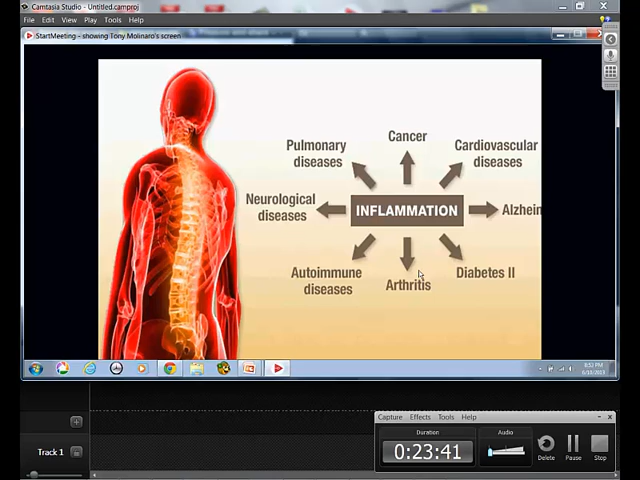 Camtasia Studio - Untitled.camproj
File Edit View Play Tools Help
StartMeeting - showing Tony Molinaro's screen
Cancer
Pulmonary
diseases
Cardiovascular
diseases
Neurological
diseases
INFLAMMATION
Alzhein
Autoimmune
diseases
Arthritis
Diabetes II
Capture Effects Tools Help
Duration
Audio
0:23:41
Delete
Pause
Stop
Track 1